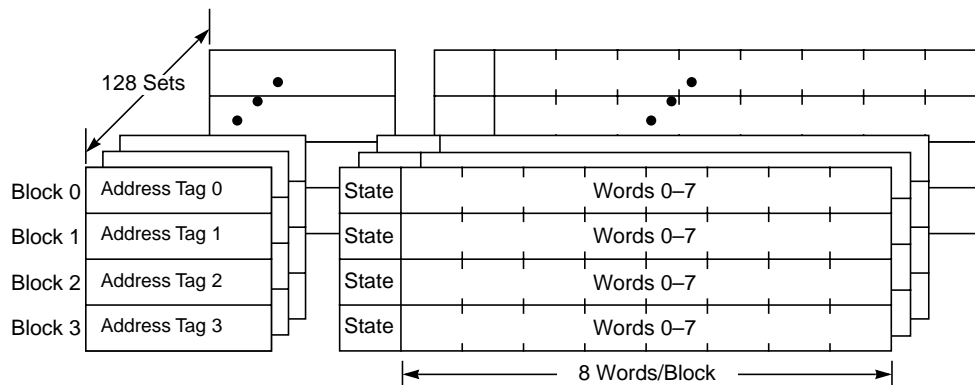 128 Sets
Block 0 Address Tag 0 State Words 0–7
Block 1 Address Tag 1 State Words 0–7
Block 2 Address Tag 2 State Words 0–7
Block 3 Address Tag 3 State Words 0–7
8 Words/Block